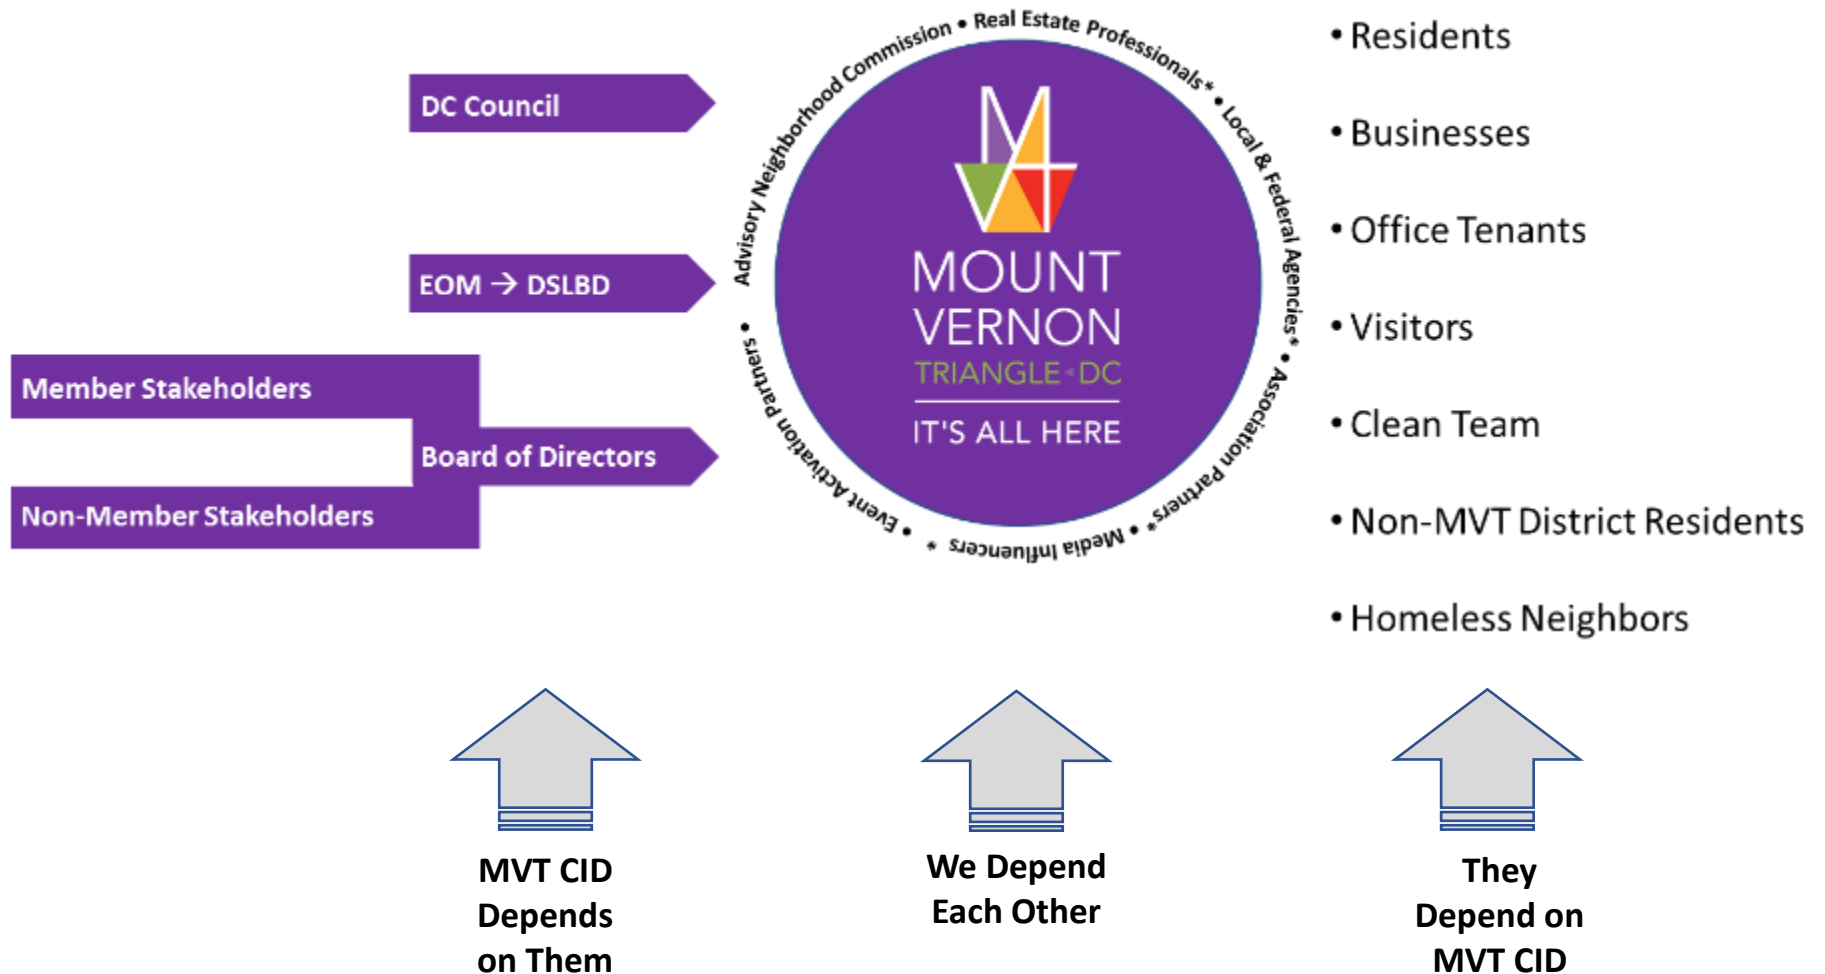 DC Council
EOM → DSLBD
Member Stakeholders
Board of Directors
Non-Member Stakeholders
Advisory Neighborhood Commission • Real Estate Professionals* • Local & Federal Agencies* • Association Partners* • Media Influencers * • Event Activation Partners •
MOUNT
VERNON
TRIANGLE DC
IT'S ALL HERE
• Residents
• Businesses
• Office Tenants
• Visitors
• Clean Team
• Non-MVT District Residents
• Homeless Neighbors
MVT CID
Depends
on Them
We Depend
Each Other
They
Depend on
MVT CID